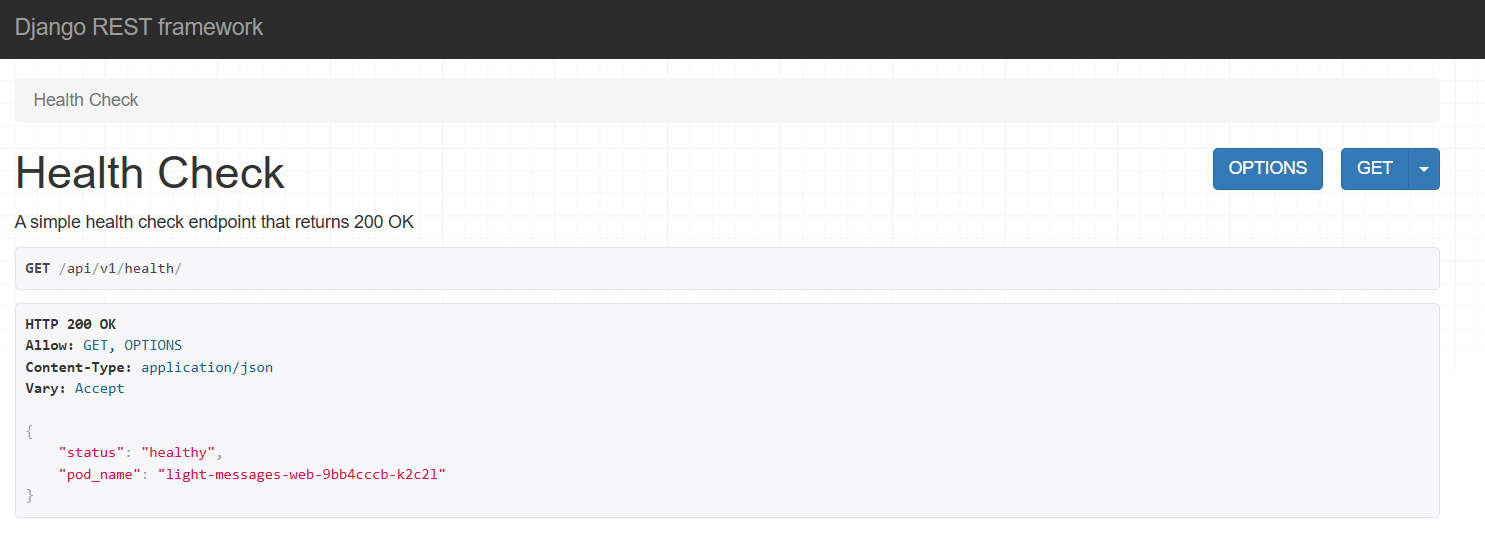 Django REST framework
Health Check
Health Check
OPTIONS
GET
A simple health check endpoint that returns 200 OK
GET /api/v1/health/
HTTP 200 OK
Allow: GET, OPTIONS
Content-Type: application/json
Vary: Accept
{
    "status": "healthy",
    "pod_name": "light-messages-web-9bb4cccb-k2c2l"
}